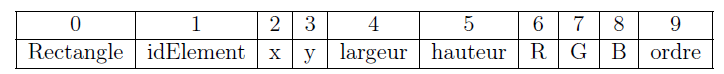 0 1 2 3 4 5 6 7 8 9
Rectangle idElement x y largeur hauteur R G B ordre